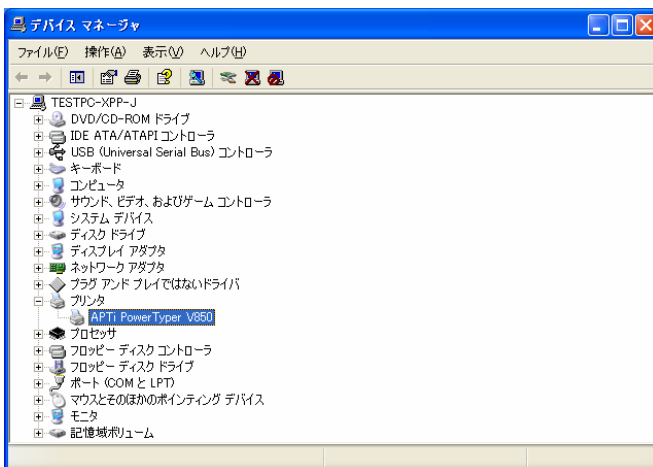 デバイス マネージャ
ファイル(F) 操作(A) 表示(V) ヘルプ(H)
TESTPC-XPP-J
DVD/CD-ROM ドライブ
IDE ATA/ATAPI コントローラ
USB (Universal Serial Bus) コントローラ
キーボード
コンピュータ
サウンド、ビデオ、およびゲーム コントローラ
システム デバイス
ディスク ドライブ
ディスプレイ アダプタ
ネットワーク アダプタ
プラグ アンド プレイではないドライバ
プリンタ
APTi PowerTyper V850
プロセッサ
フロッピー ディスク コントローラ
フロッピー ディスク ドライブ
ポート (COM と LPT)
マウスとそのほかのポインティング デバイス
モニタ
記憶域ボリューム